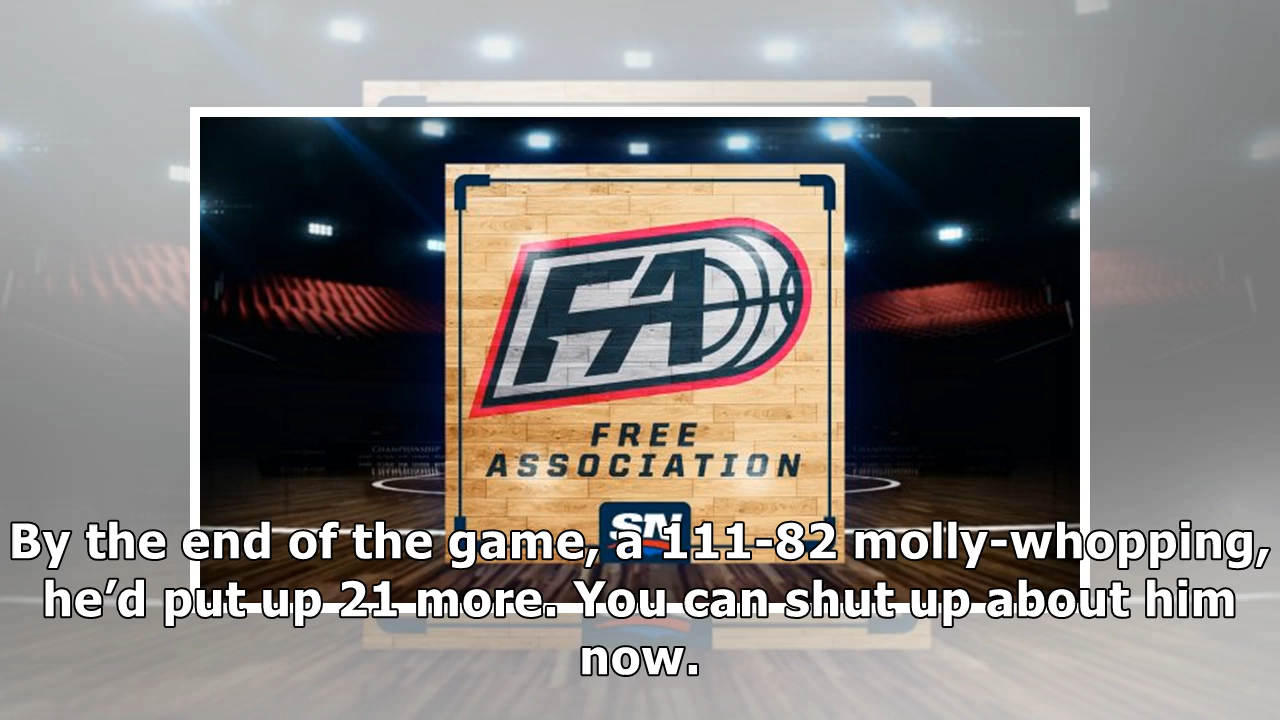 FA
FREE
ASSOCIATION
SN
By the end of the game, a 111-82 molly-whopping,
he’d put up 21 more. You can shut up about him
now.